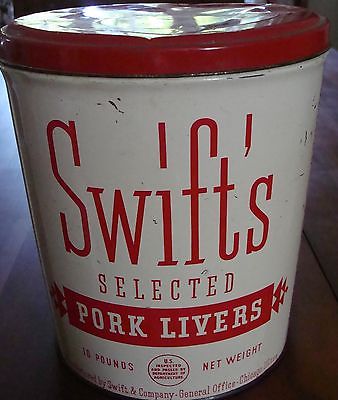 Swift's
SELECTED
PORK LIVERS
10 POUNDS
U.S.
INSPECTED
AND PASSED BY
DEPARTMENT OF
AGRICULTURE
NET WEIGHT
by Swift & Company - General Office - Chicago